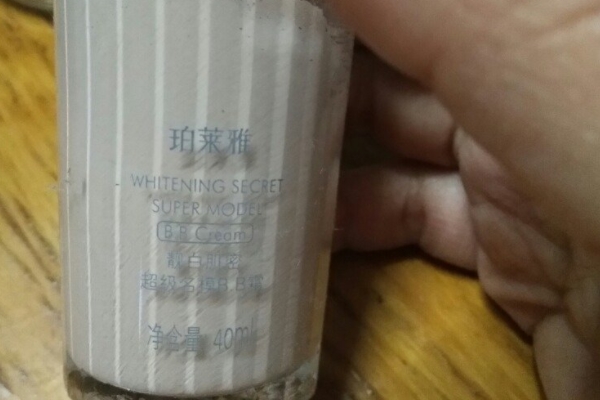 珀莱雅
WHITENING SECRET
SUPER MODEL
B.B Cream
靓白肌密
超级名模B.B霜
净含量 40ml